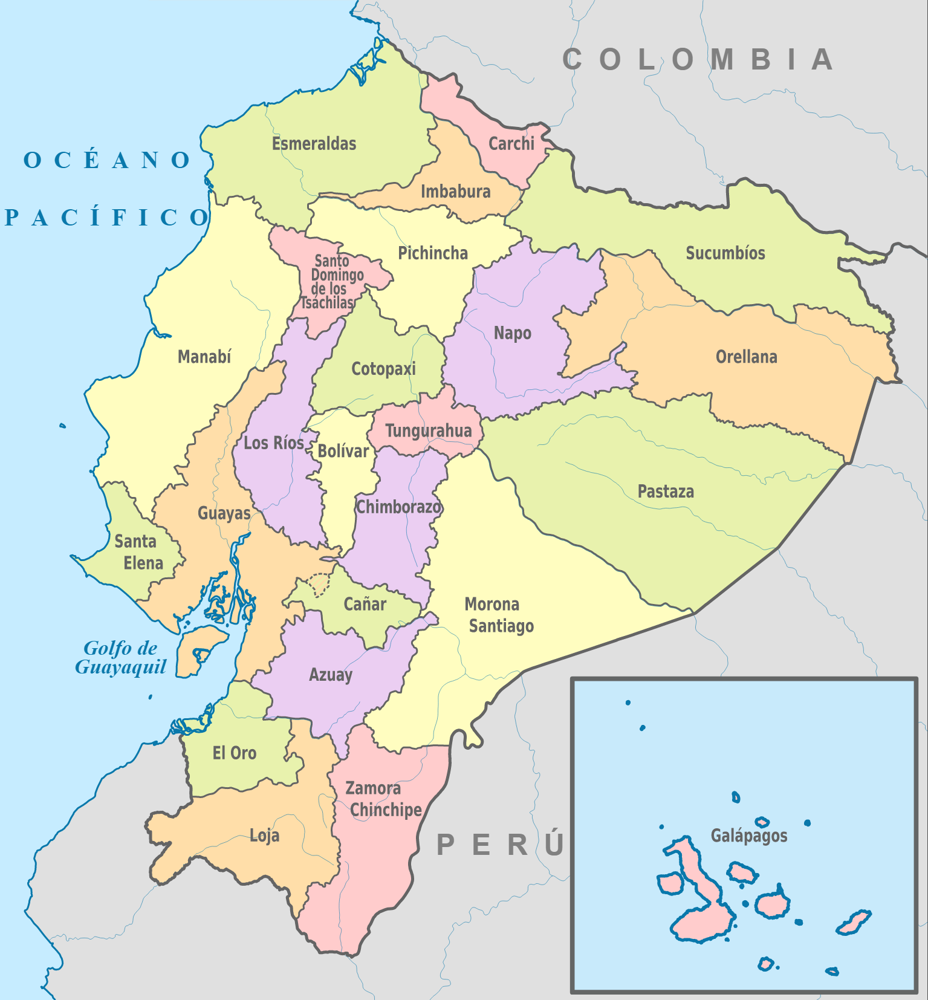 COLOMBIA
OCÉANO
PACÍFICO
Esmeraldas
Carchi
Imbabura
Pichincha
Sucumbíos
Santo
Domingo
de los
Tsáchilas
Napo
Manabí
Cotopaxi
Orellana
Los Ríos
Bolívar
Tungurahua
Pastaza
Guayas
Chimborazo
Santa
Elena
Cañar
Morona
Santiago
Golfo de
Guayaquil
Azuay
El Oro
Zamora
Chinchipe
Loja
PERÚ
Galápagos